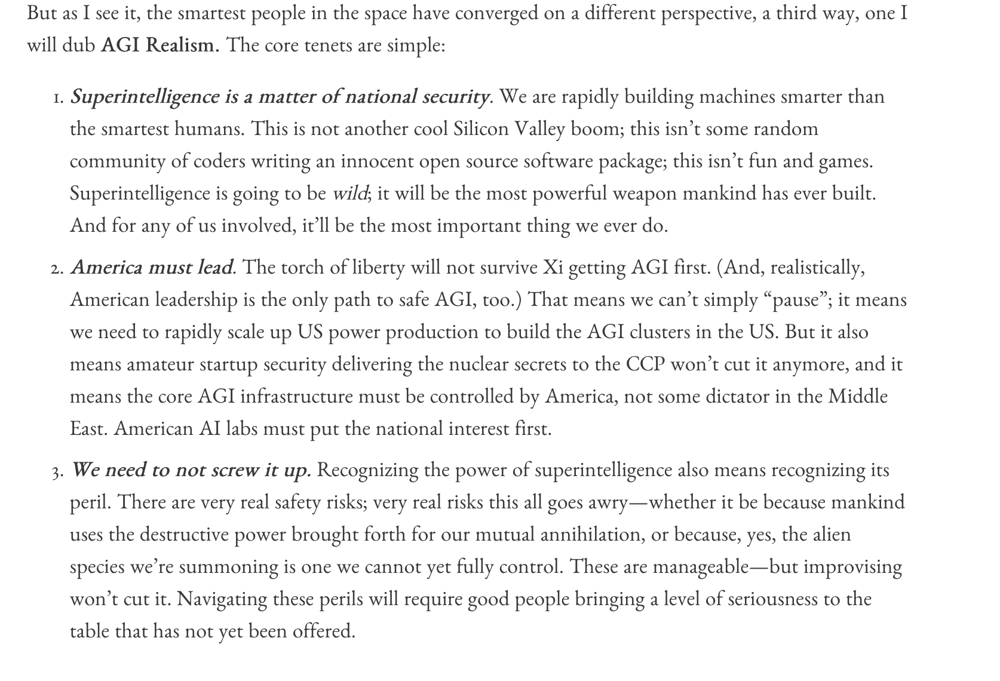 But as I see it, the smartest people in the space have converged on a different perspective, a third way, one I
will dub AGI Realism. The core tenets are simple:
1. Superintelligence is a matter of national security. We are rapidly building machines smarter than
the smartest humans. This is not another cool Silicon Valley boom; this isn’t some random
community of coders writing an innocent open source software package; this isn’t fun and games.
Superintelligence is going to be wild; it will be the most powerful weapon mankind has ever built.
And for any of us involved, it’ll be the most important thing we ever do.
2. America must lead. The torch of liberty will not survive Xi getting AGI first. (And, realistically,
American leadership is the only path to safe AGI, too.) That means we can’t simply “pause”; it means
we need to rapidly scale up US power production to build the AGI clusters in the US. But it also
means amateur startup security delivering the nuclear secrets to the CCP won’t cut it anymore, and it
means the core AGI infrastructure must be controlled by America, not some dictator in the Middle
East. American AI labs must put the national interest first.
3. We need to not screw it up. Recognizing the power of superintelligence also means recognizing its
peril. There are very real safety risks; very real risks this all goes awry—whether it be because mankind
uses the destructive power brought forth for our mutual annihilation, or because, yes, the alien
species we’re summoning is one we cannot yet fully control. These are manageable—but improvising
won’t cut it. Navigating these perils will require good people bringing a level of seriousness to the
table that has not yet been offered.